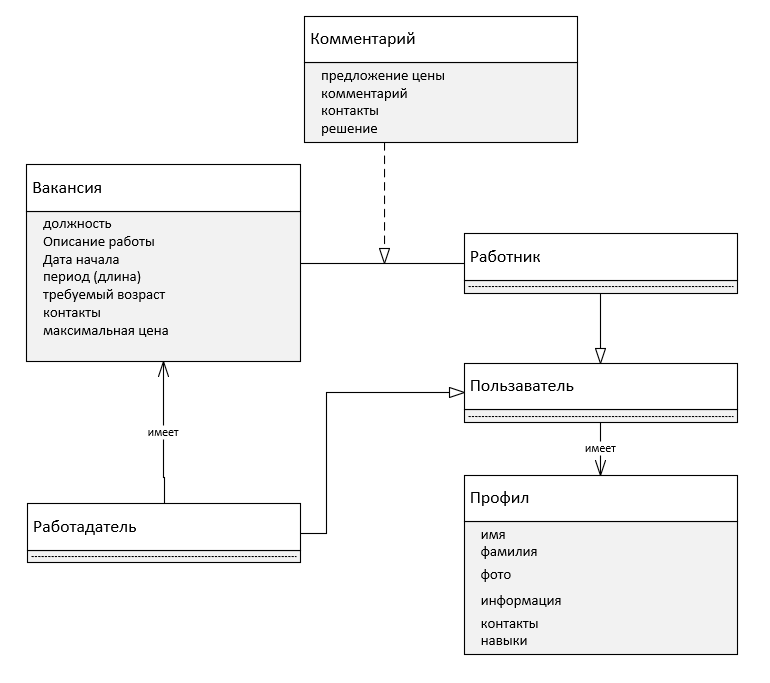 Комментарий
предложение цены
комментарий
контакты
решение
Вакансия
должность
Описание работы
Дата начала
период (длина)
требуемый возраст
контакты
максимальная цена
Работник
Пользаватель
имеет
имеет
Работадатель
Профил
имя
фамилия
фото
информация
контакты
навыки